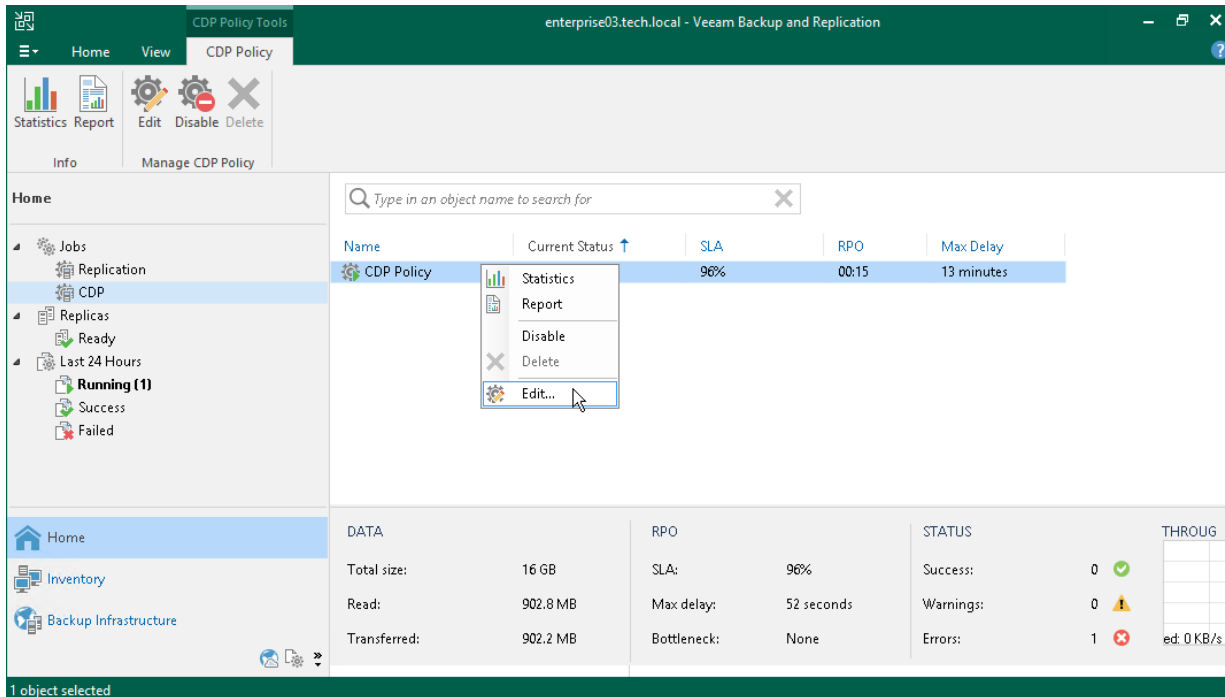 CDP Policy Tools
enterprise03.tech.local - Veeam Backup and Replication
Home View CDP Policy
Statistics Report Edit Disable Delete
Info Manage CDP Policy
Home
Type in an object name to search for
Jobs
Replication
CDP
Replicas
Ready
Last 24 Hours
Running (1)
Success
Failed
Name Current Status SLA RPO Max Delay
CDP Policy 96% 00:15 13 minutes
Statistics
Report
Disable
Delete
Edit...
Home
Inventory
Backup Infrastructure
DATA RPO STATUS THROUG
Total size: 16 GB SLA: 96% Success: 0
Read: 902.8 MB Max delay: 52 seconds Warnings: 0
Transferred: 902.2 MB Bottleneck: None Errors: 1 ed: 0 KB/s
1 object selected